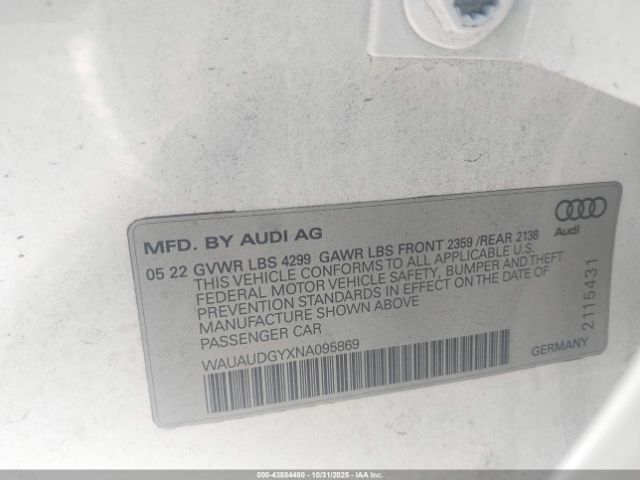 MFD. BY AUDI AG
05 22 GVWR LBS 4299 GAWR LBS FRONT 2359 /REAR 2138
THIS VEHICLE CONFORMS TO ALL APPLICABLE U.S.
FEDERAL MOTOR VEHICLE SAFETY, BUMPER AND THEFT
PREVENTION STANDARDS IN EFFECT ON THE DATE OF
MANUFACTURE SHOWN ABOVE
PASSENGER CAR
WAUAUDGYXNA095869
Audi
2115431
GERMANY
000-43584480 - 10/31/2025 - IAA, Inc.